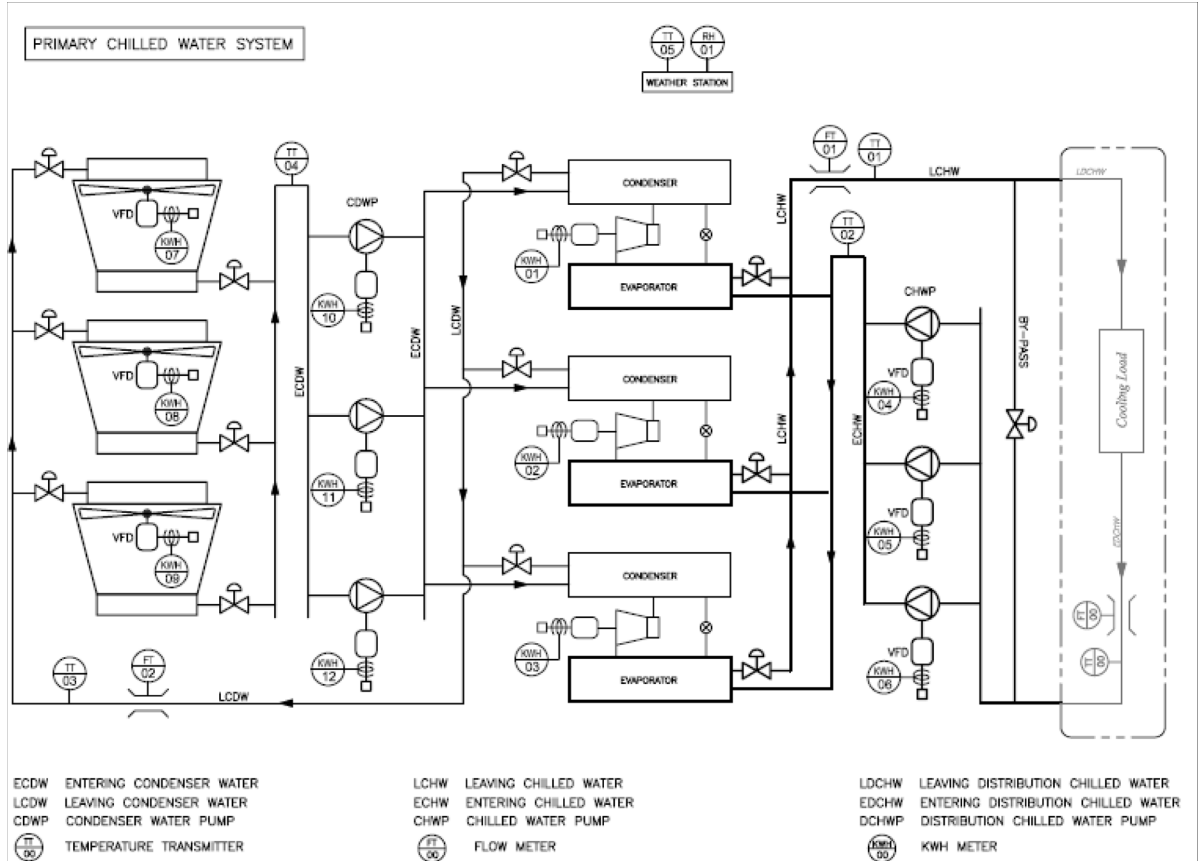 PRIMARY CHILLED WATER SYSTEM
TT 05
RH 01
WEATHER STATION
TT 04
CDWP
FT 01
TT 01
LCHW
LDCHW
CONDENSER
VFD
KWH 07
KWH 10
KWH 01
EVAPORATOR
LCHW
TT 02
CHWP
BY-PASS
ECDW
ECDW
LCDW
VFD
KWH 08
KWH 11
CONDENSER
KWH 02
EVAPORATOR
LCHW
ECHW
VFD
KWH 04
Cooling Load
VFD
KWH 05
EDCHW
VFD
KWH 09
KWH 12
CONDENSER
KWH 03
EVAPORATOR
VFD
KWH 06
FT 00
TT 00
TT 03
FT 02
LCDW
ECDW ENTERING CONDENSER WATER
LCDW LEAVING CONDENSER WATER
CDWP CONDENSER WATER PUMP
TT 00 TEMPERATURE TRANSMITTER
LCHW LEAVING CHILLED WATER
ECHW ENTERING CHILLED WATER
CHWP CHILLED WATER PUMP
FT 00 FLOW METER
LDCHW LEAVING DISTRIBUTION CHILLED WATER
EDCHW ENTERING DISTRIBUTION CHILLED WATER
DCHWP DISTRIBUTION CHILLED WATER PUMP
KWH 00 KWH METER